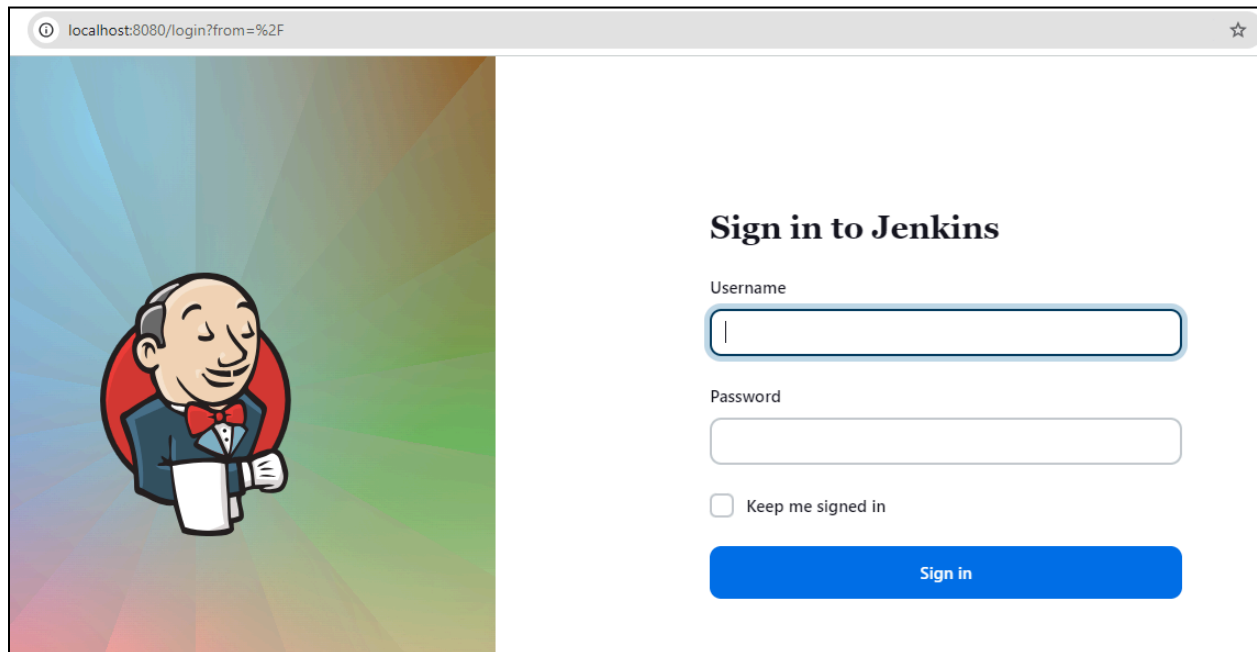 localhost:8080/login?from=%2F
Sign in to Jenkins
Username
Password
Keep me signed in
Sign in